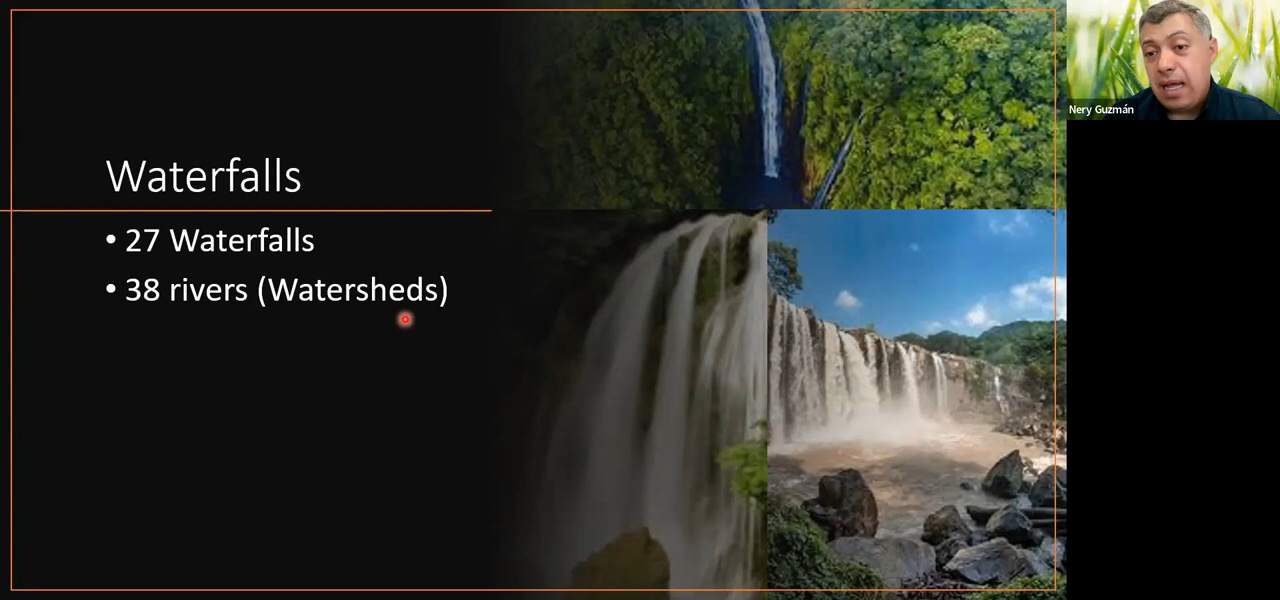 Waterfalls
• 27 Waterfalls
• 38 rivers (Watersheds)
Nery Guzmán